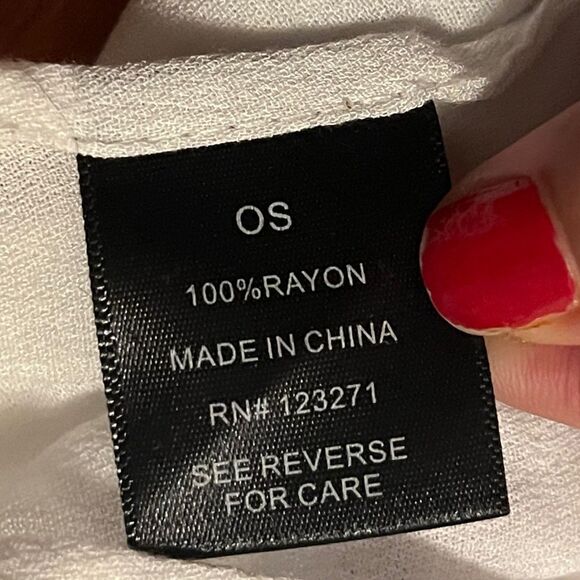 OS
100%RAYON
MADE IN CHINA
RN# 123271
SEE REVERSE
FOR CARE